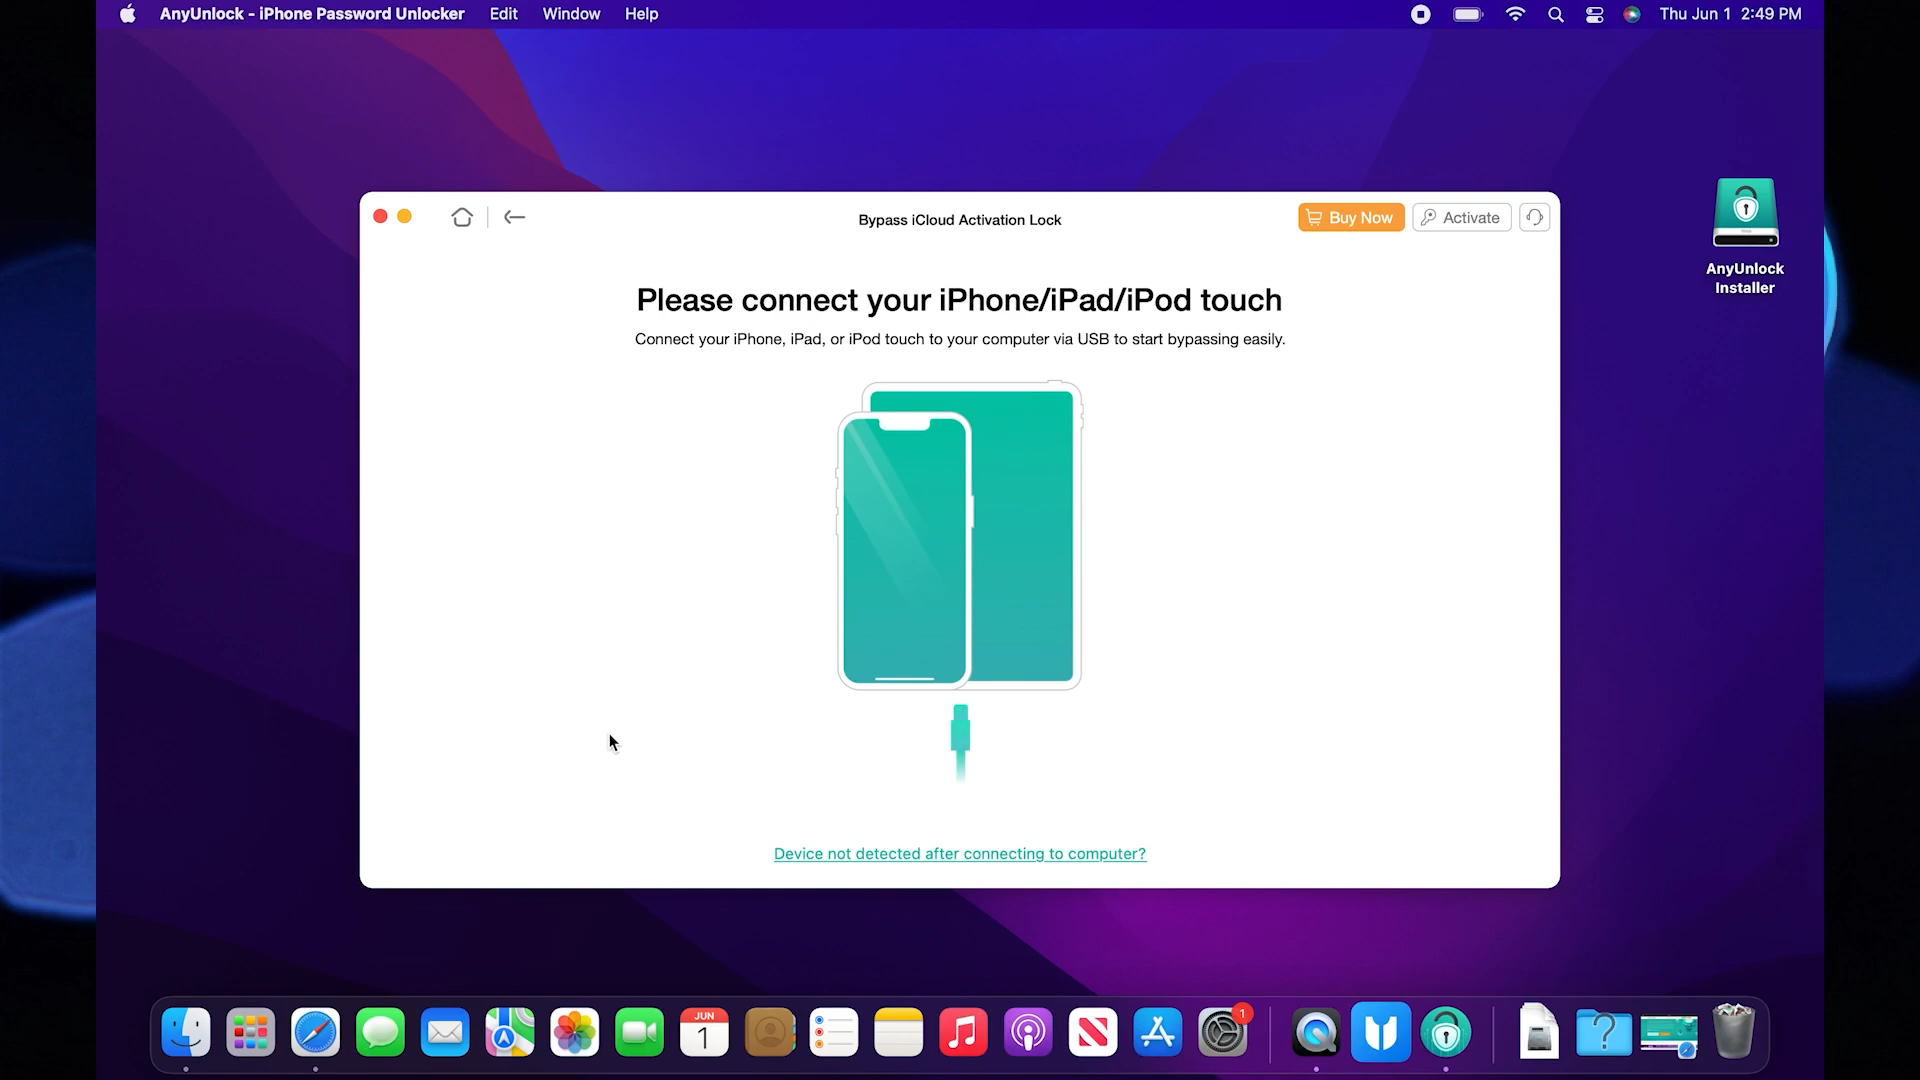 AnyUnlock - iPhone Password Unlocker Edit Window Help Thu Jun 1 2:49 PM
Bypass iCloud Activation Lock
Buy Now
Activate
Please connect your iPhone/iPad/iPod touch
Connect your iPhone, iPad, or iPod touch to your computer via USB to start bypassing easily.
Device not detected after connecting to computer?
AnyUnlock
Installer
JUN
1
1
?